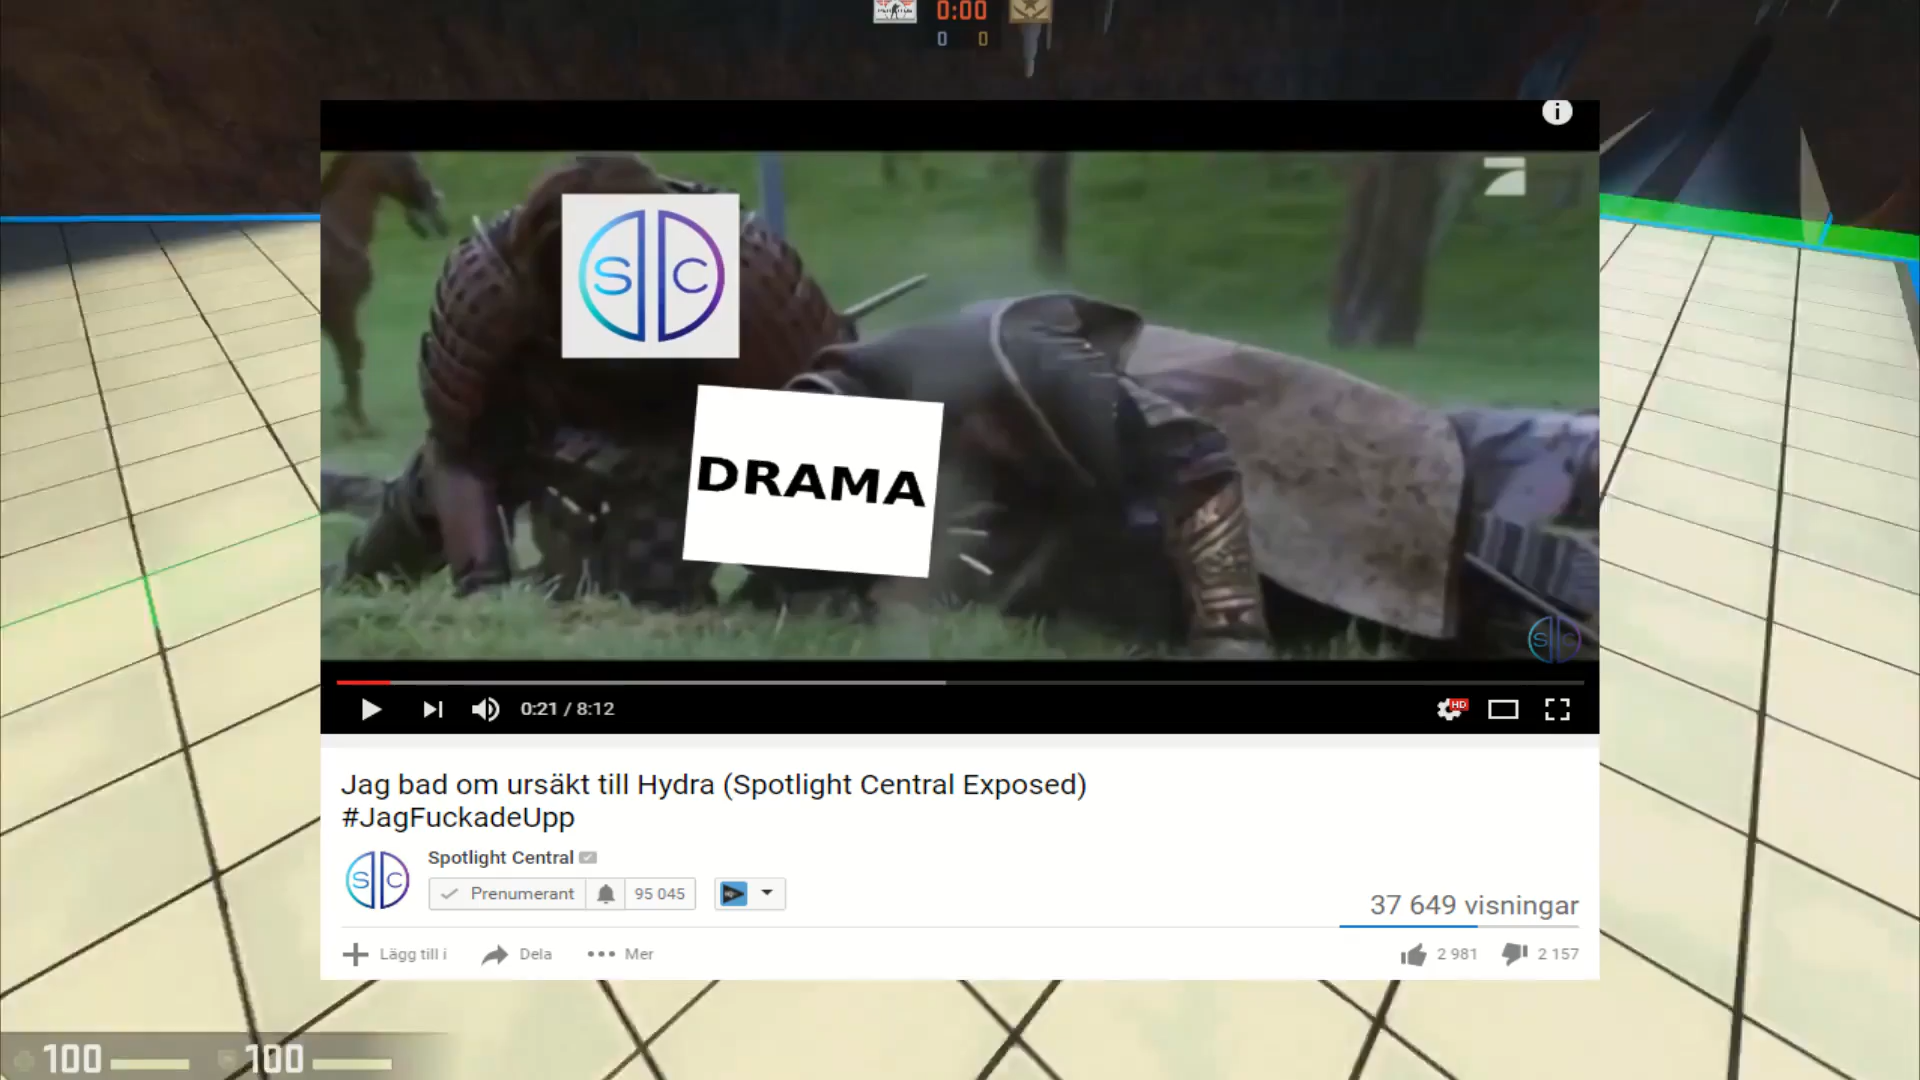 0:00
0 0
i
S C
DRAMA
S C
0:21 / 8:12
HD
Jag bad om ursäkt till Hydra (Spotlight Central Exposed)
#JagFuckadeUpp
S C
Spotlight Central
Prenumerant 95 045
37 649 visningar
Lägg till i Dela Mer 2 981 2 157
100 100